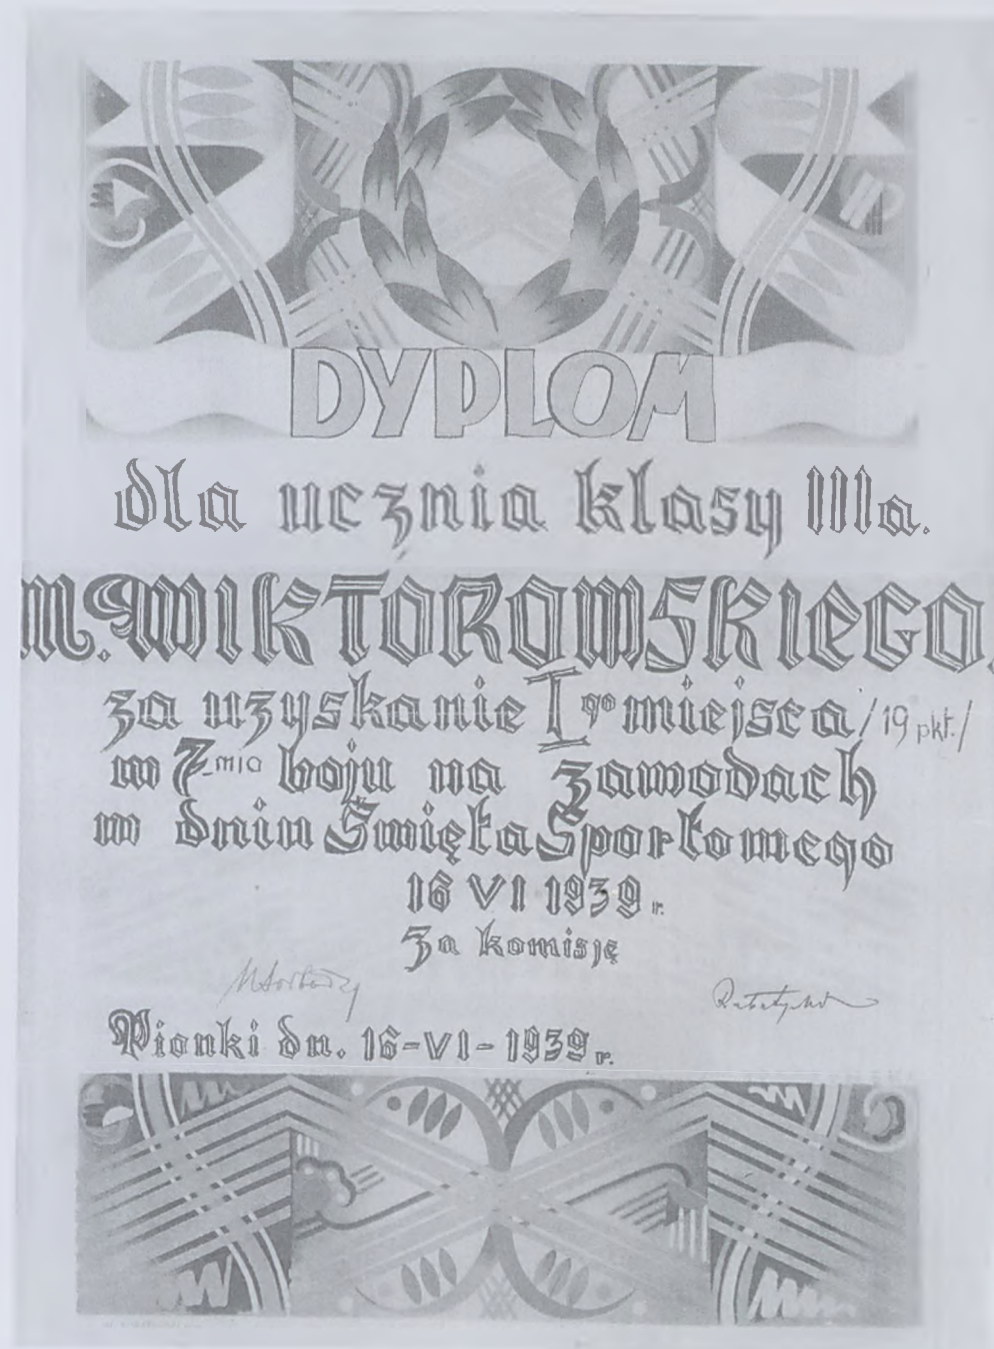 DYPLOM
dla ucznia klasy IIIa.
M. WIKTOROWSKIEGO.
za uzyskanie I go miejsca /19 pkt./
w 7-mio boju na zawodach
w dniu Święta Sportowego
16 VI 1939 r.
Za komisję
Pionki dn. 16-VI-1939 r.